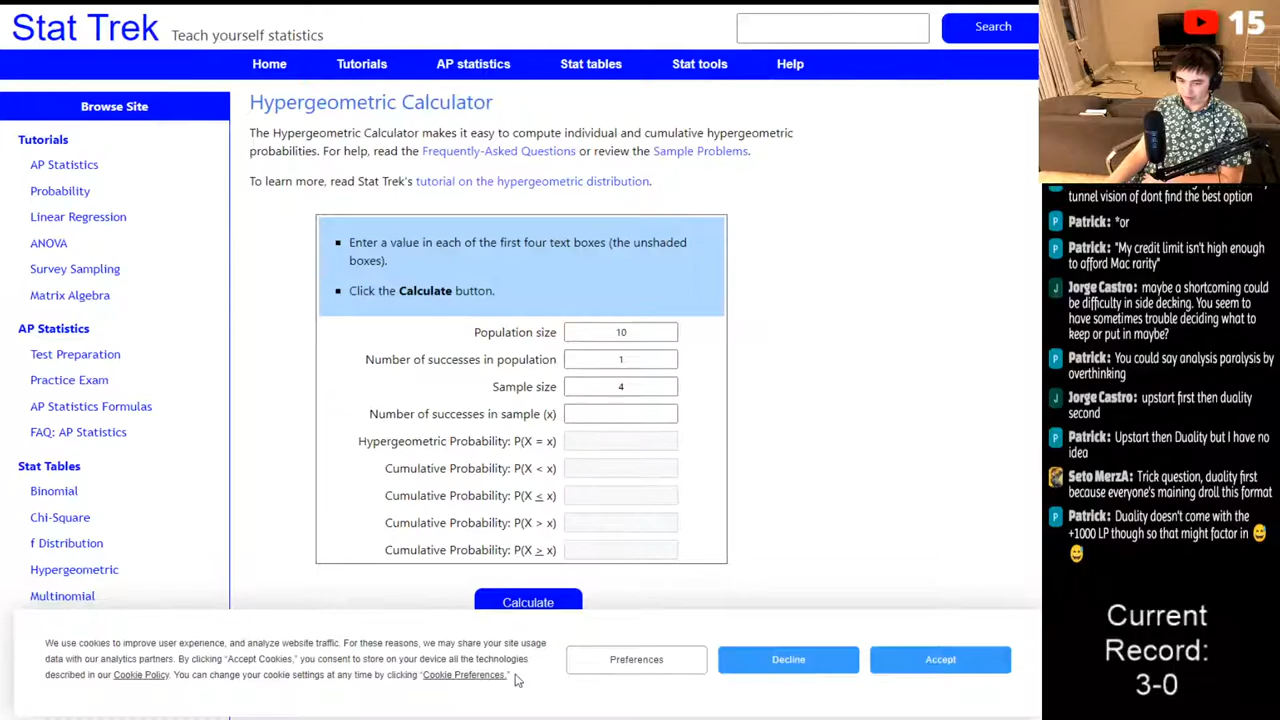 Stat Trek Teach yourself statistics
Search
Home Tutorials AP statistics Stat tables Stat tools Help
Browse Site
Tutorials
AP Statistics
Probability
Linear Regression
ANOVA
Survey Sampling
Matrix Algebra
AP Statistics
Test Preparation
Practice Exam
AP Statistics Formulas
FAQ: AP Statistics
Stat Tables
Binomial
Chi-Square
f Distribution
Hypergeometric
Multinomial
Hypergeometric Calculator
The Hypergeometric Calculator makes it easy to compute individual and cumulative hypergeometric
probabilities. For help, read the Frequently-Asked Questions or review the Sample Problems.
To learn more, read Stat Trek's tutorial on the hypergeometric distribution.
Enter a value in each of the first four text boxes (the unshaded
boxes).
Click the Calculate button.
Population size 10
Number of successes in population 1
Sample size 4
Number of successes in sample (x)
Hypergeometric Probability: P(X = x)
Cumulative Probability: P(X < x)
Cumulative Probability: P(X ≤ x)
Cumulative Probability: P(X > x)
Cumulative Probability: P(X ≥ x)
Calculate
We use cookies to improve user experience, and analyze website traffic. For these reasons, we may share your site usage
data with our analytics partners. By clicking “Accept Cookies,” you consent to store on your device all the technologies
described in our Cookie Policy. You can change your cookie settings at any time by clicking “Cookie Preferences.”
Preferences
Decline
Accept
15
tunnel vision of dont find the best option
P Patrick: *or
P Patrick: "My credit limit isn't high enough
to afford Mac rarity"
J Jorge Castro: maybe a shortcoming could
be difficulty in side decking. You seem to
have sometimes trouble deciding what to
keep or put in maybe?
P Patrick: You could say analysis paralysis by
overthinking
J Jorge Castro: upstart first then duality
second
P Patrick: Upstart then Duality but I have no
idea
Seto MerzA: Trick question, duality first
because everyone's maining droll this format
P Patrick: Duality doesn't come with the
+1000 LP though so that might factor in 😅
😅
Current
Record:
3-0